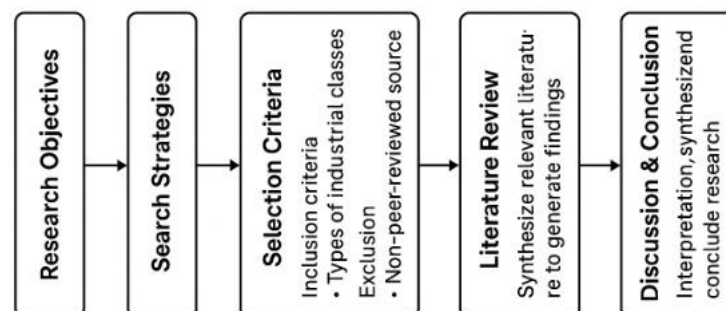 Research Objectives
Search Strategies
Selection Criteria
Inclusion criteria
• Types of industrial classes
Exclusion
• Non-peer-reviewed source
Literature Review
Synthesize relevant literatu·
re to generate findings
Discussion & Conclusion
Interpretation, synthesizend
conclude research